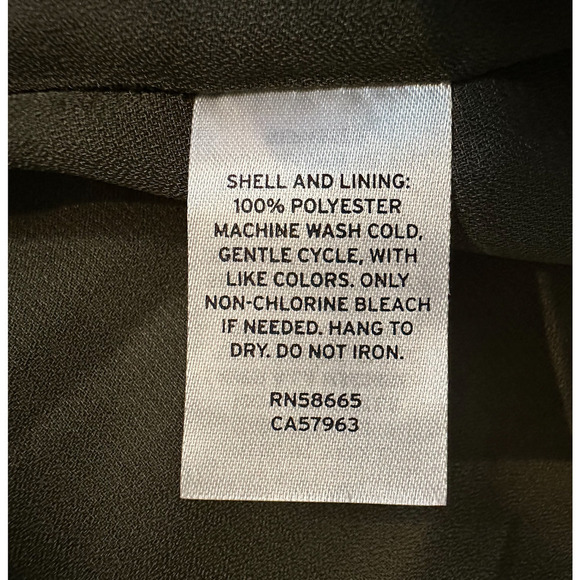 SHELL AND LINING:
100% POLYESTER
MACHINE WASH COLD,
GENTLE CYCLE, WITH
LIKE COLORS. ONLY
NON-CHLORINE BLEACH
IF NEEDED. HANG TO
DRY. DO NOT IRON.
RN58665
CA57963